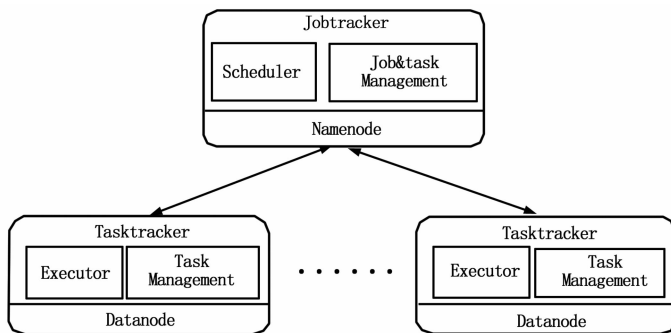 Jobtracker
Scheduler
Job&task
Management
Namenode
Tasktracker
Executor
Task
Management
Datanode
Tasktracker
Executor
Task
Management
Datanode